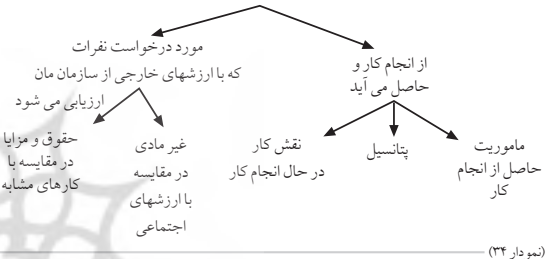 از انجام کار و
حاصل می آید
مورد درخواست نفرات
که با ارزشهای خارجی از سازمان مان
ارزیابی می شود
ماموریت
حاصل از انجام
کار
پتانسیل
نقش کار
در حال انجام کار
غیر مادی
در مقایسه
با ارزشهای
اجتماعی
حقوق و مزایا
در مقایسه با
کارهای مشابه
(نمودار ۳۴)